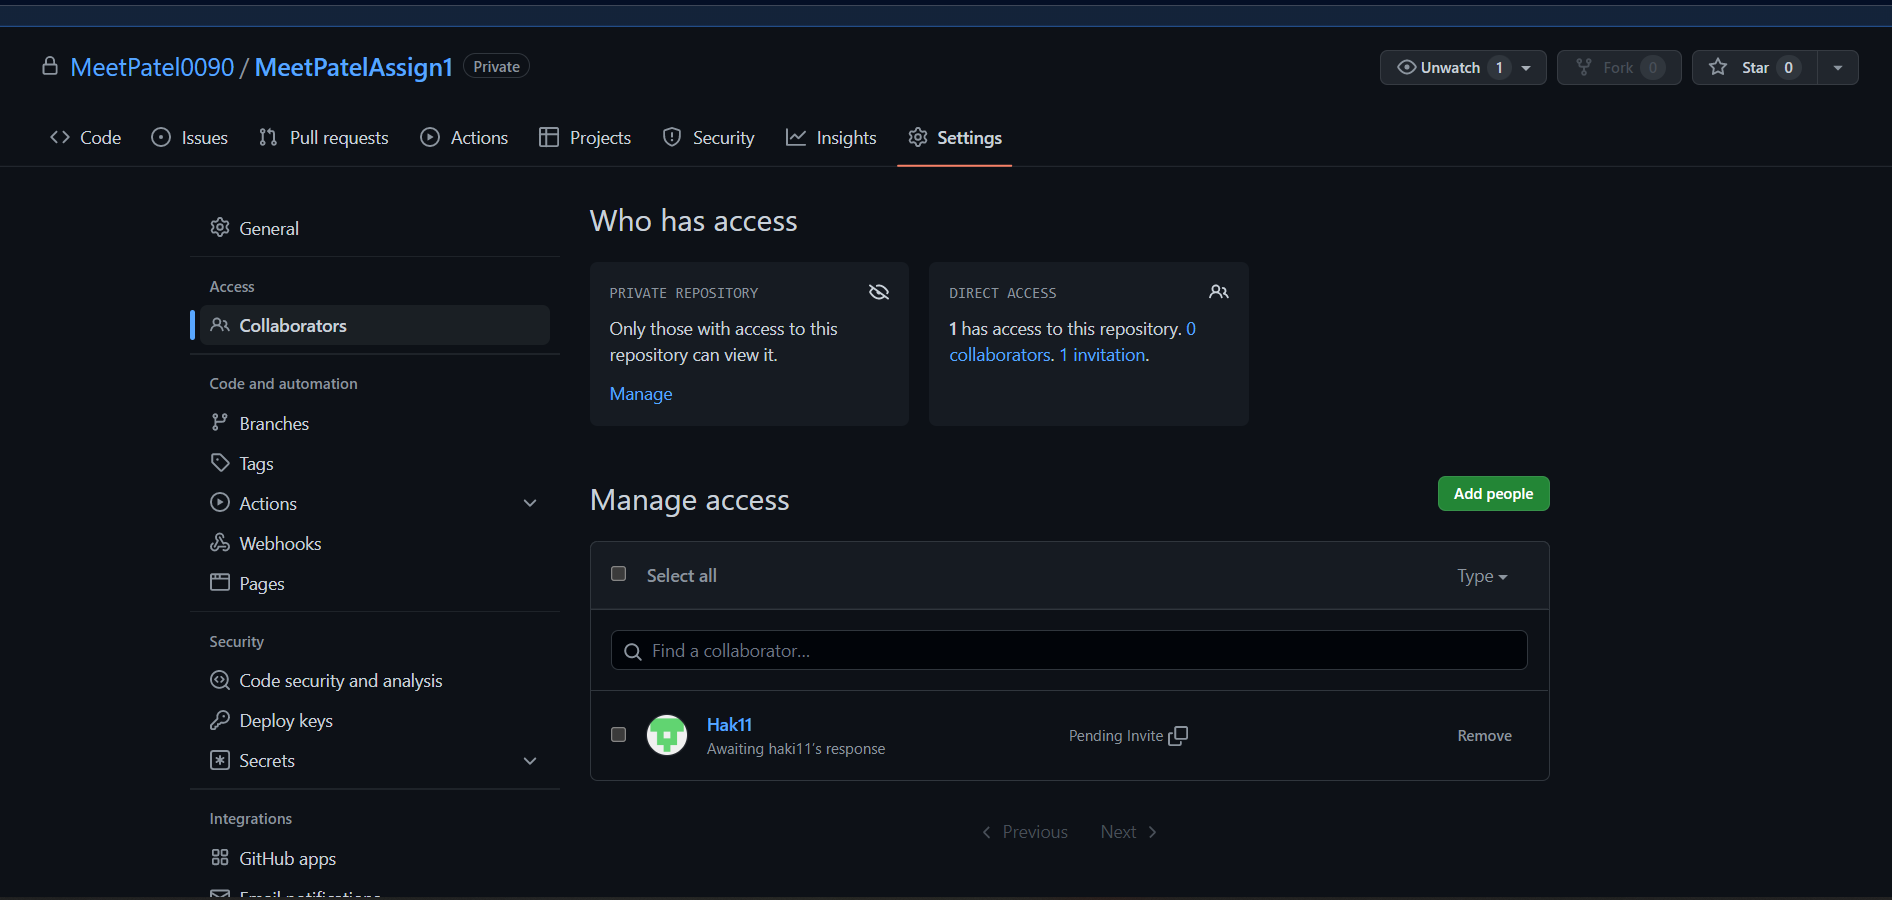 MeetPatel0090 / MeetPatelAssign1 Private
Unwatch 1 Fork 0 Star 0
Code Issues Pull requests Actions Projects Security Insights Settings
General
Access
Collaborators
Code and automation
Branches
Tags
Actions
Webhooks
Pages
Security
Code security and analysis
Deploy keys
Secrets
Integrations
GitHub apps
Email notifications
Who has access
PRIVATE REPOSITORY
Only those with access to this
repository can view it.
Manage
DIRECT ACCESS
1 has access to this repository. 0
collaborators. 1 invitation.
Manage access
Add people
Select all Type
Find a collaborator...
Hak11
Awaiting haki11's response
Pending Invite
Remove
Previous Next